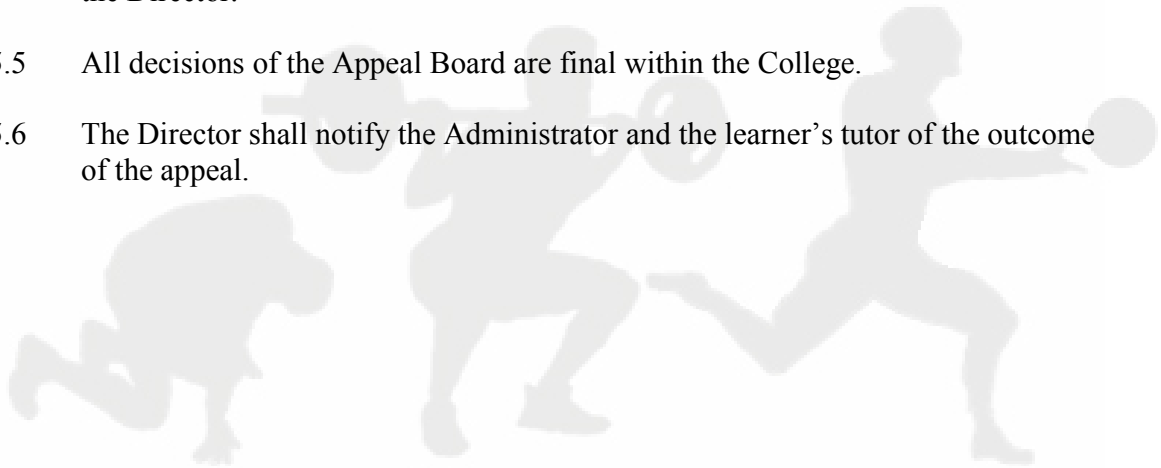 the Director.
5.5 All decisions of the Appeal Board are final within the College.
5.6 The Director shall notify the Administrator and the learner’s tutor of the outcome
of the appeal.